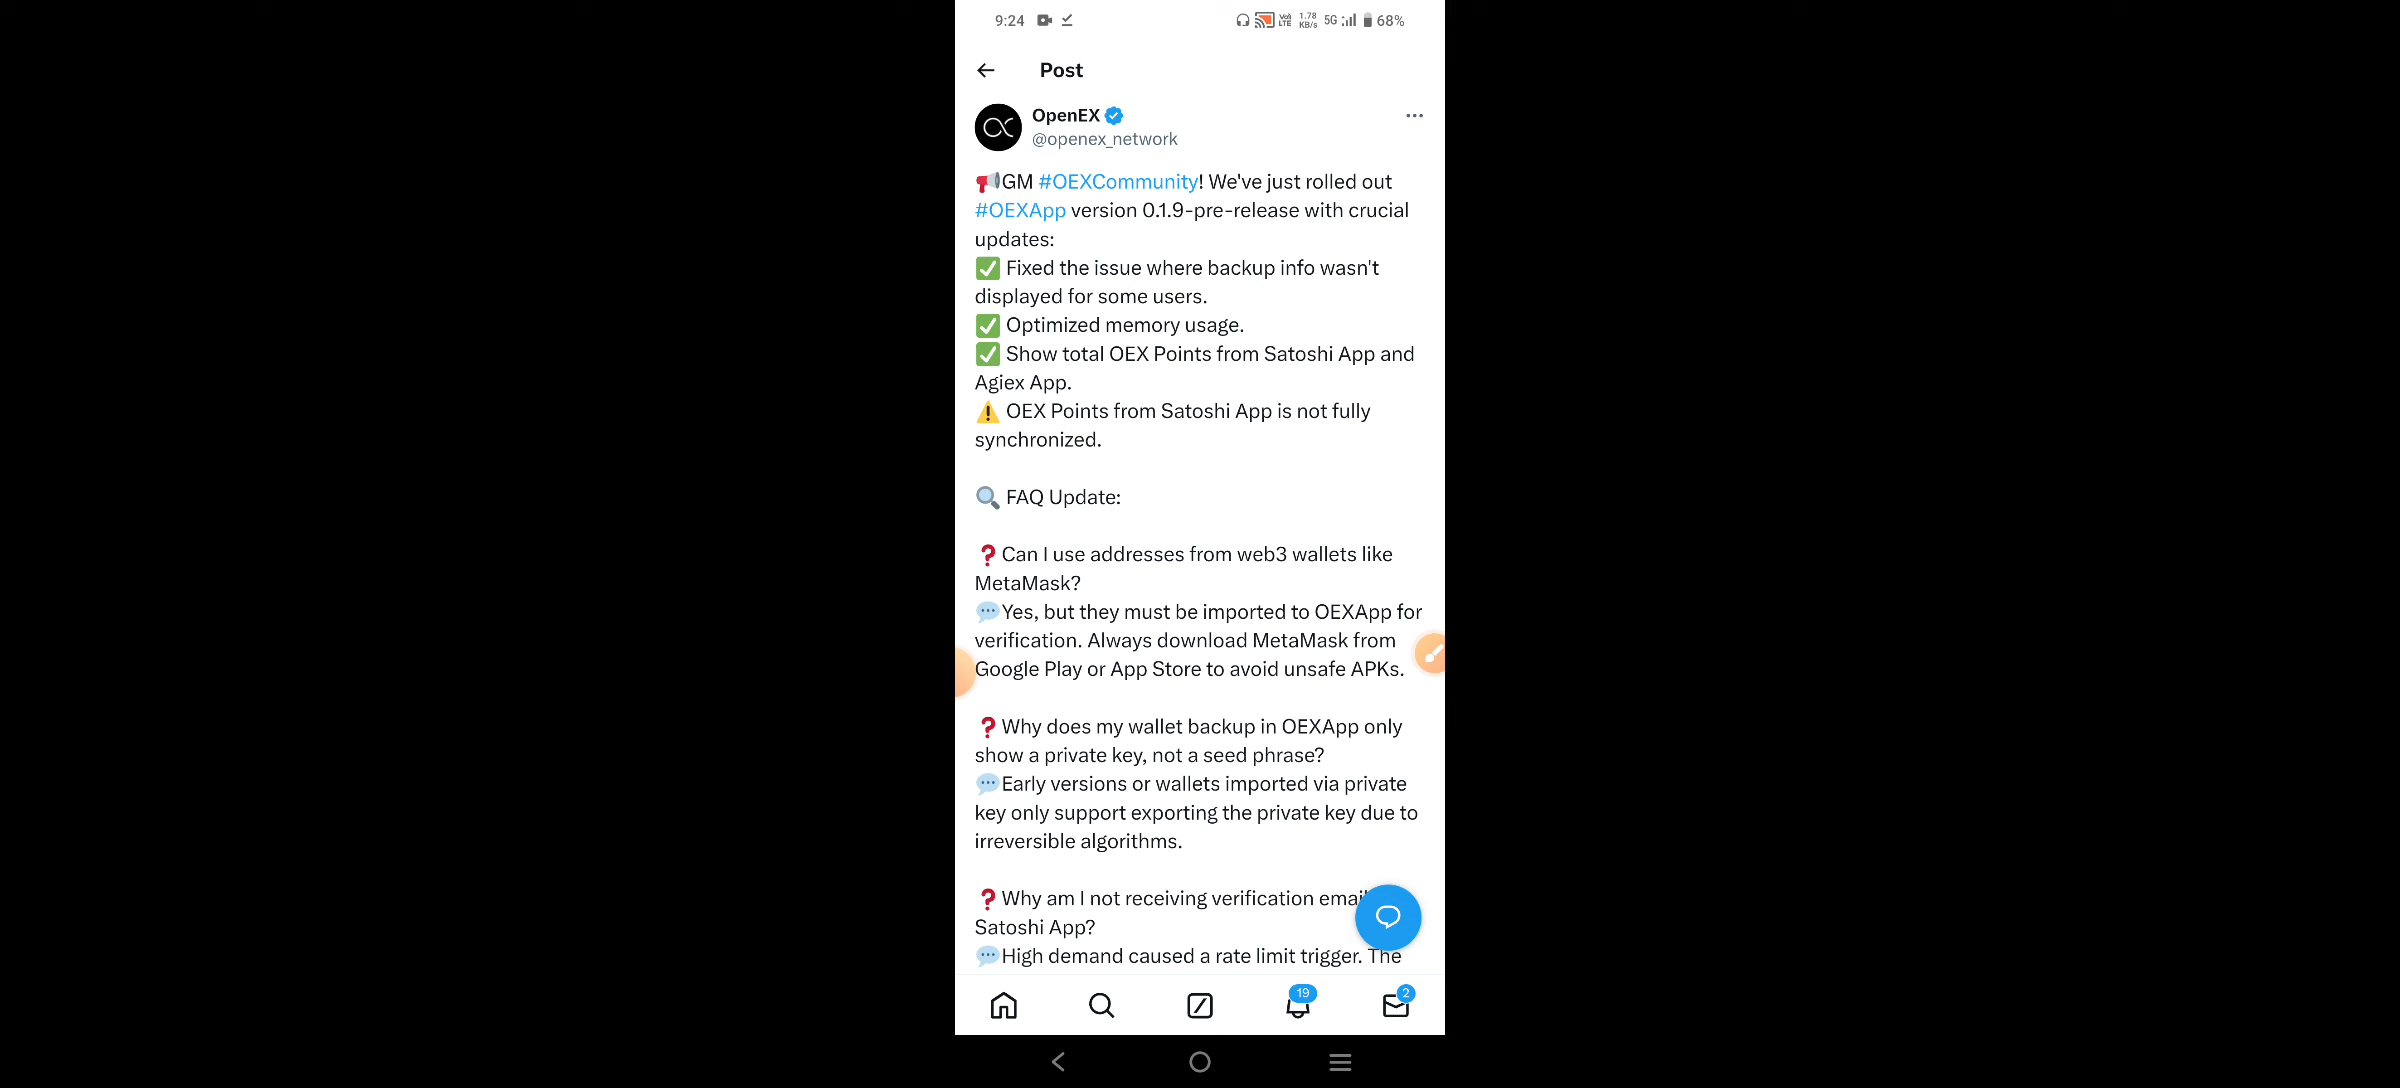 9:24 VoLTE 1.78 KB/s 5G 68%
Post
OpenEX
@openex_network
📢GM #OEXCommunity! We've just rolled out
#OEXApp version 0.1.9-pre-release with crucial
updates:
✅ Fixed the issue where backup info wasn't
displayed for some users.
✅ Optimized memory usage.
✅ Show total OEX Points from Satoshi App and
Agiex App.
⚠️ OEX Points from Satoshi App is not fully
synchronized.
🔍 FAQ Update:
❓Can I use addresses from web3 wallets like
MetaMask?
💬Yes, but they must be imported to OEXApp for
verification. Always download MetaMask from
Google Play or App Store to avoid unsafe APKs.
❓Why does my wallet backup in OEXApp only
show a private key, not a seed phrase?
💬Early versions or wallets imported via private
key only support exporting the private key due to
irreversible algorithms.
❓Why am I not receiving verification email
Satoshi App?
💬High demand caused a rate limit trigger. The
19 2